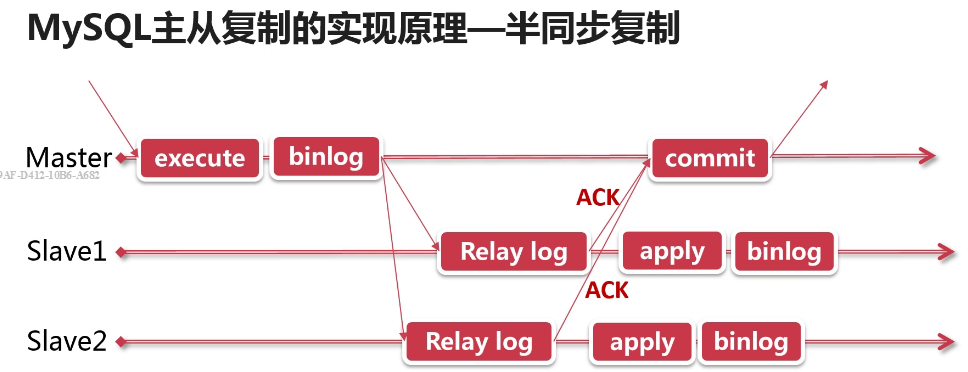 MySQL主从复制的实现原理—半同步复制
Master execute binlog commit
9AF-D412-10B6-A682
ACK
Slave1 Relay log apply binlog
ACK
Slave2 Relay log apply binlog